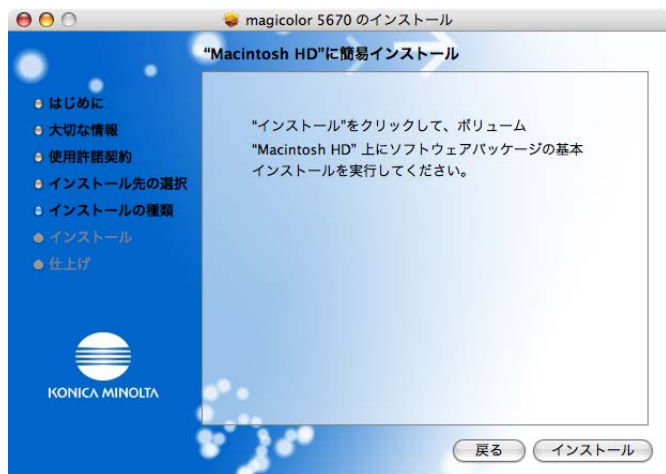 magicolor 5670 のインストール
“Macintosh HD”に簡易インストール
はじめに
大切な情報
使用許諾契約
インストール先の選択
インストールの種類
インストール
仕上げ
“インストール”をクリックして、ボリューム
“Macintosh HD” 上にソフトウェアパッケージの基本
インストールを実行してください。
KONICA MINOLTA
戻る
インストール